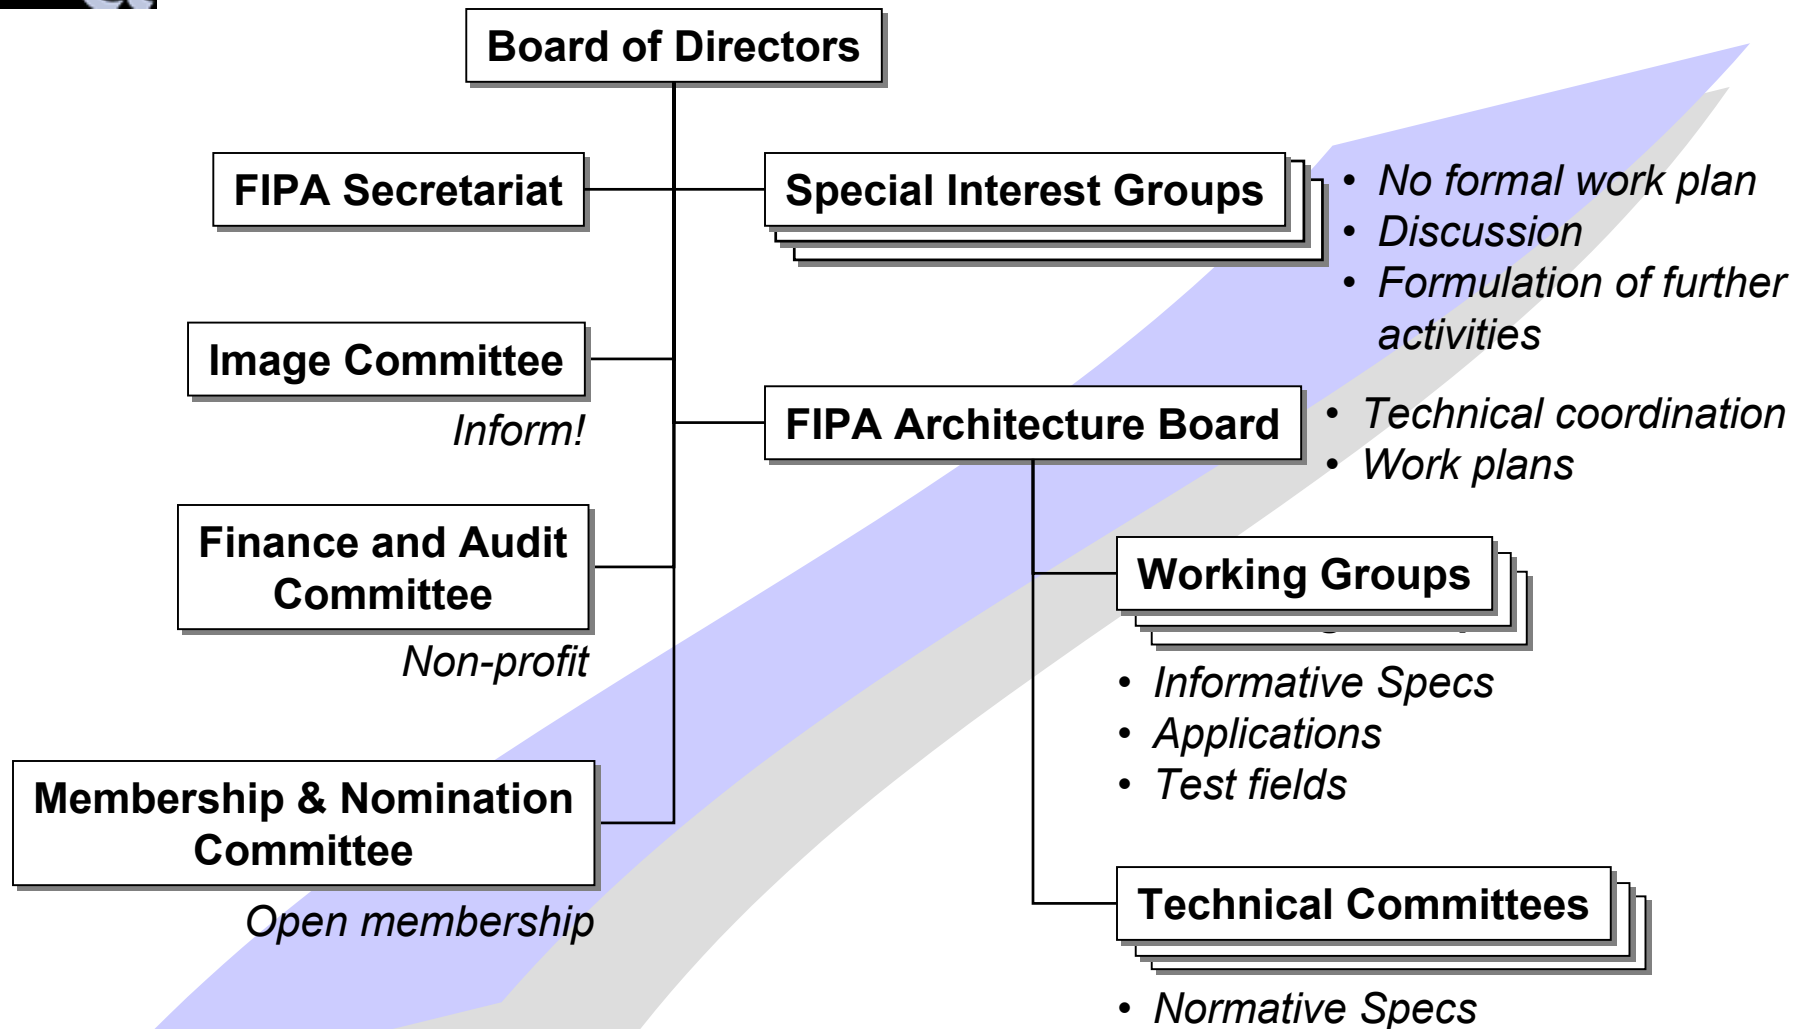 Board of Directors
FIPA Secretariat
Special Interest Groups
• No formal work plan
• Discussion
• Formulation of further
activities
Image Committee
Inform!
FIPA Architecture Board
• Technical coordination
• Work plans
Finance and Audit
Committee
Non-profit
Working Groups
• Informative Specs
• Applications
• Test fields
Membership & Nomination
Committee
Open membership
Technical Committees
• Normative Specs